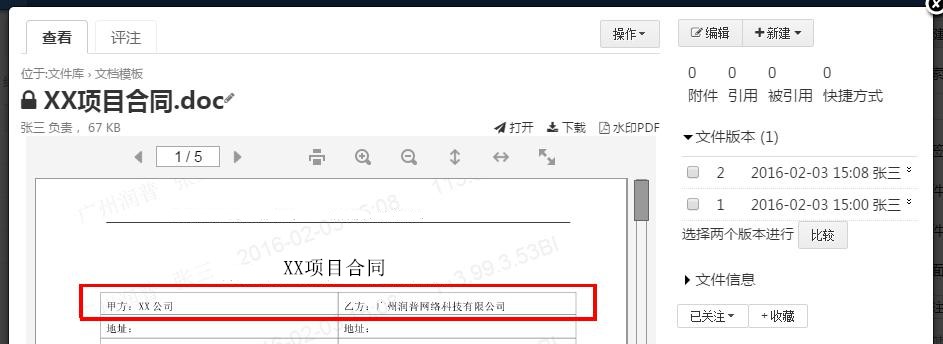 查看
评注
操作
编辑
新建
位于:文件库 › 文档模板
XX项目合同.doc
张三 负责， 67 KB
打开
下载
水印PDF
0 0 0 0
附件 引用 被引用 快捷方式
1 / 5
文件版本 (1)
2 2016-02-03 15:08 张三
1 2016-02-03 15:00 张三
选择两个版本进行 比较
文件信息
已关注
+收藏
广州润普 张三
2016-02-03 15:08
XX项目合同
甲方：XX 公司
乙方：广州润普网络科技有限公司
地址：
地址：